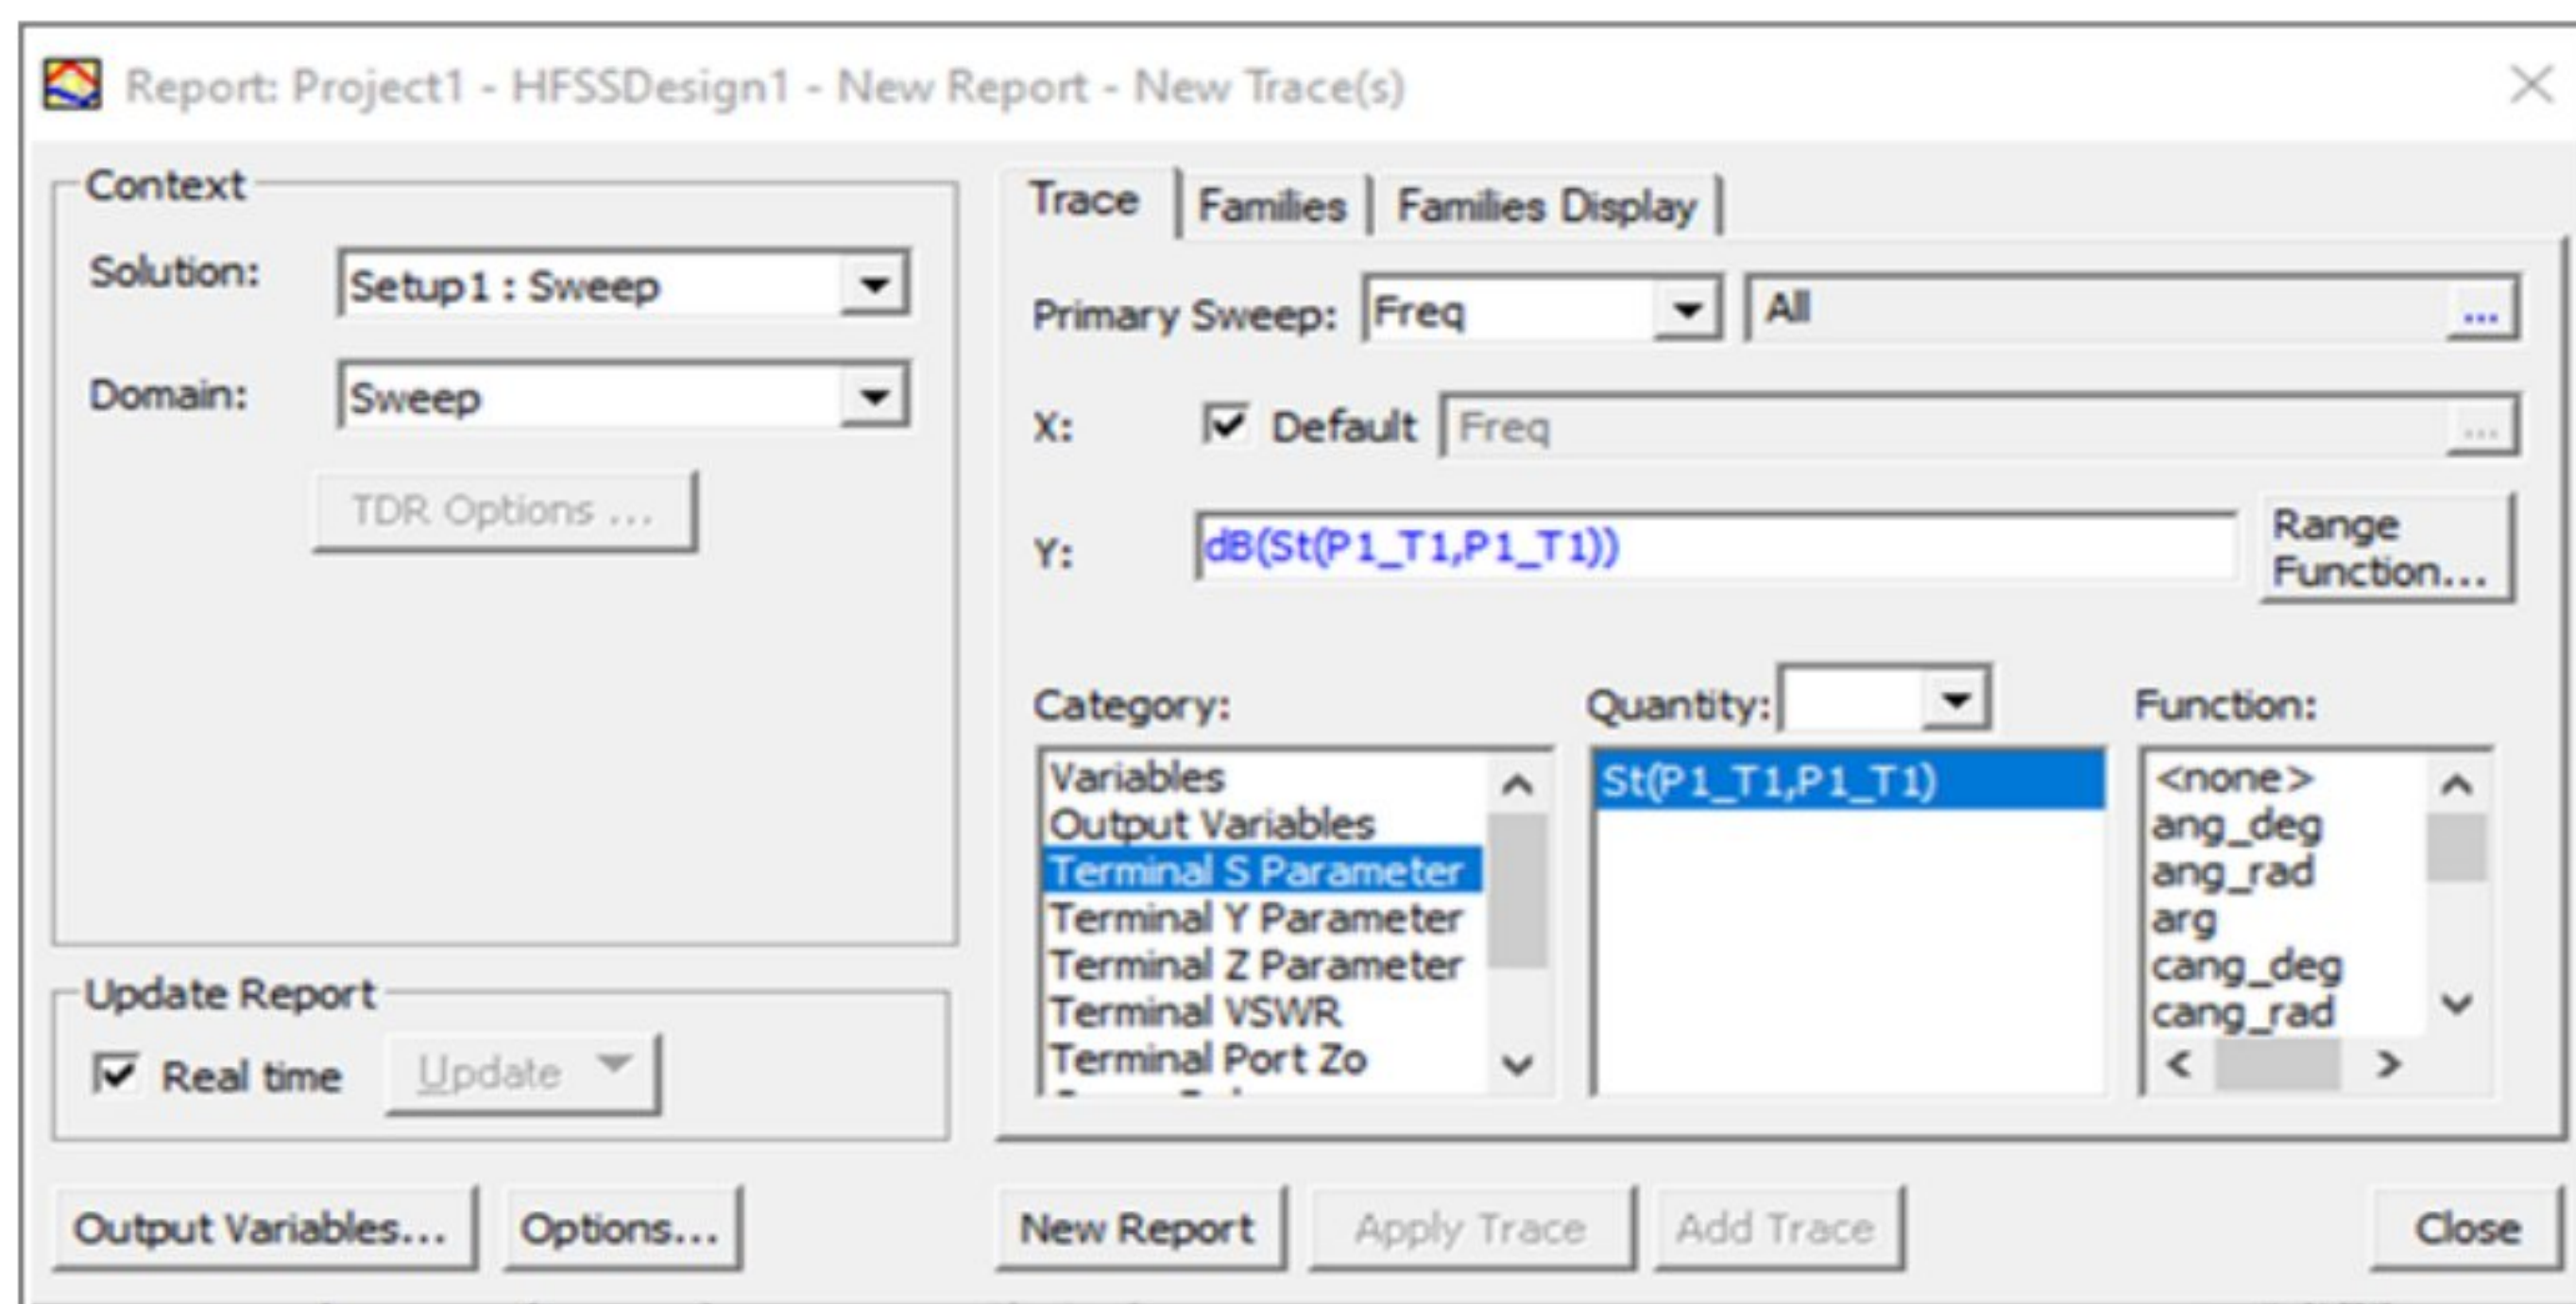 Report: Project1 - HFSSDesign1 - New Report - New Trace(s)
Context
Solution:
Setup1 : Sweep
Domain:
Sweep
TDR Options ...
Update Report
Real time
Update
Output Variables...
Options...
Trace
Families
Families Display
Primary Sweep:
Freq
All
...
X:
Default
Freq
...
Y:
dB(St(P1_T1,P1_T1))
Range
Function...
Category:
Variables
Output Variables
Terminal S Parameter
Terminal Y Parameter
Terminal Z Parameter
Terminal VSWR
Terminal Port Zo
Quantity:
St(P1_T1,P1_T1)
Function:
<none>
ang_deg
ang_rad
arg
cang_deg
cang_rad
New Report
Apply Trace
Add Trace
Close